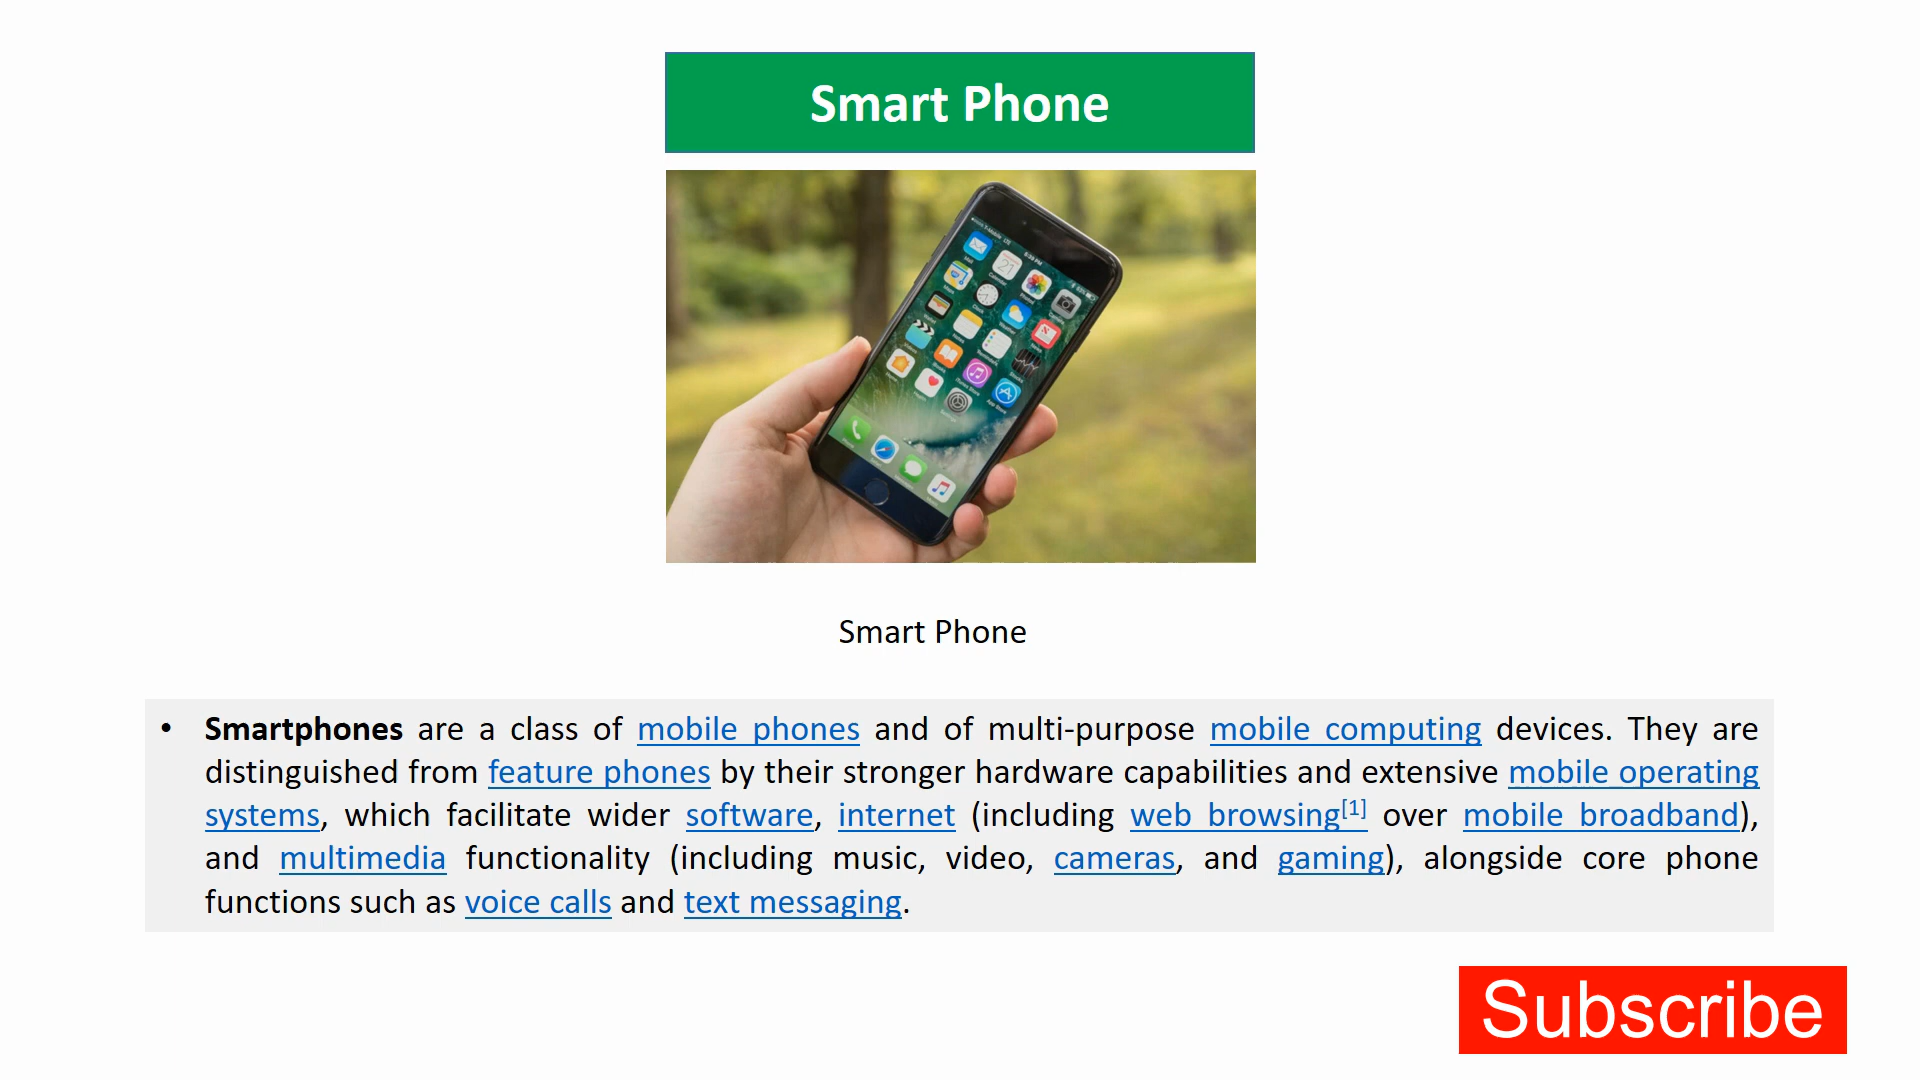 Smart Phone
Smart Phone
• Smartphones are a class of mobile phones and of multi-purpose mobile computing devices. They are
distinguished from feature phones by their stronger hardware capabilities and extensive mobile operating
systems, which facilitate wider software, internet (including web browsing[1] over mobile broadband),
and multimedia functionality (including music, video, cameras, and gaming), alongside core phone
functions such as voice calls and text messaging.
Subscribe